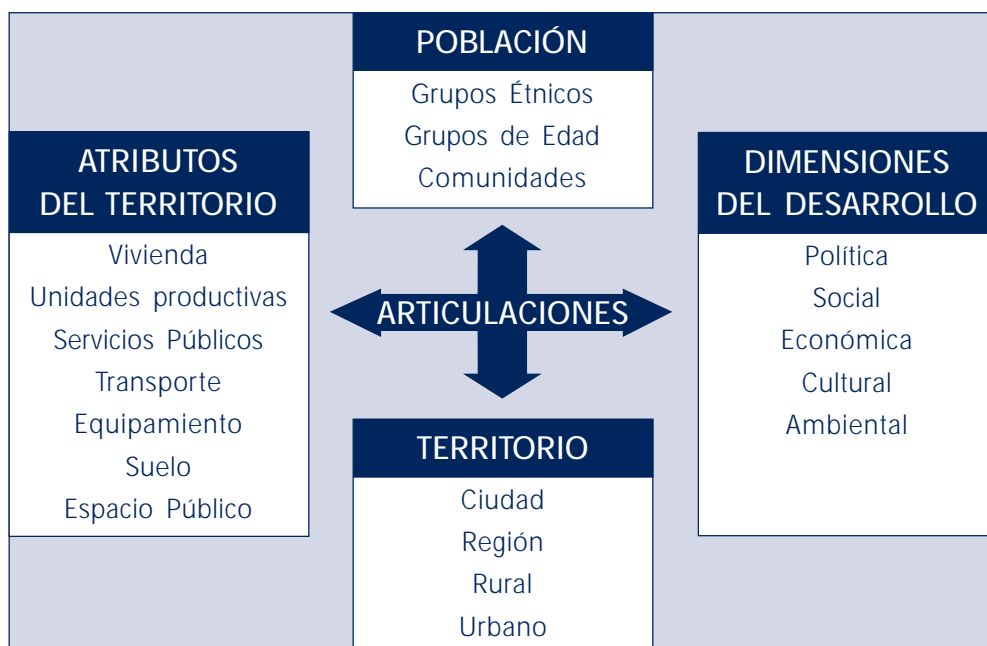 POBLACIÓN
Grupos Étnicos
Grupos de Edad
Comunidades
ATRIBUTOS
DEL TERRITORIO
Vivienda
Unidades productivas
Servicios Públicos
Transporte
Equipamiento
Suelo
Espacio Público
ARTICULACIONES
DIMENSIONES
DEL DESARROLLO
Política
Social
Económica
Cultural
Ambiental
TERRITORIO
Ciudad
Región
Rural
Urbano